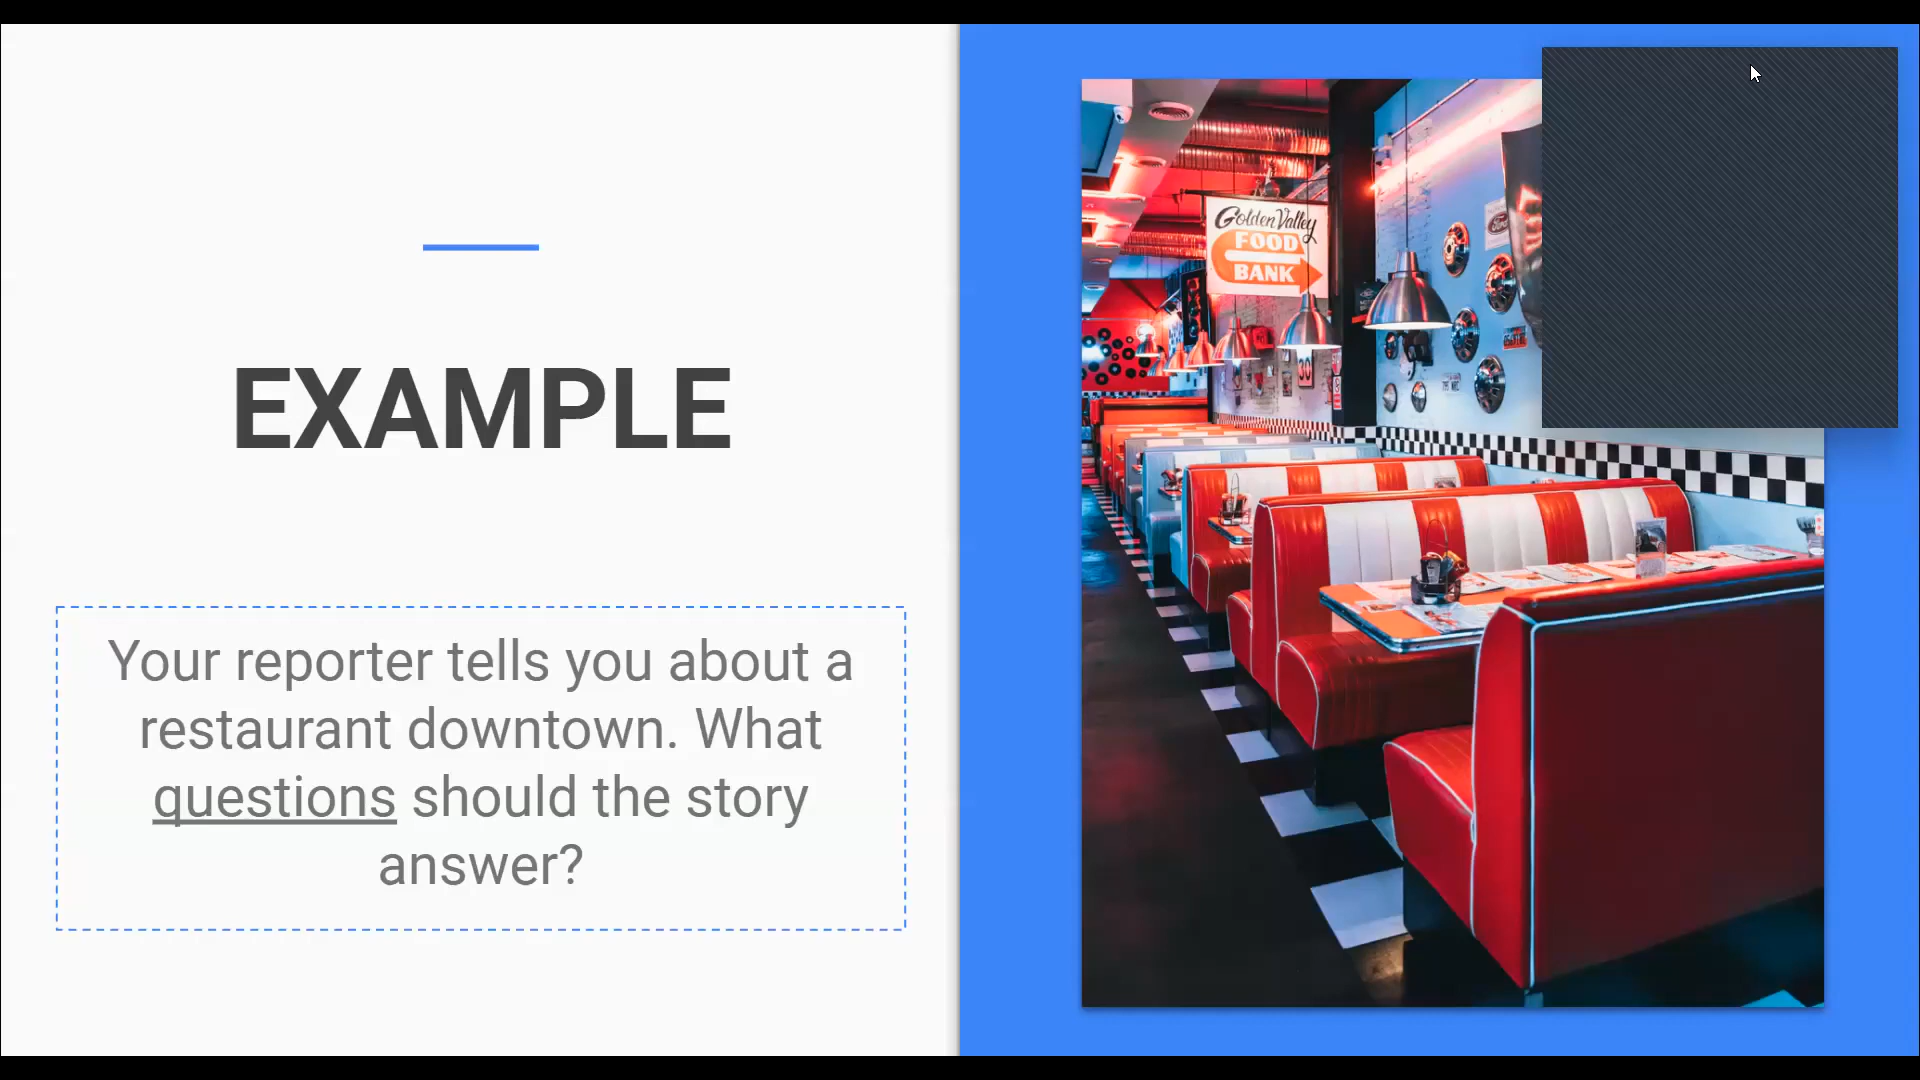 EXAMPLE
Your reporter tells you about a
restaurant downtown. What
questions should the story
answer?
Golden Valley
FOOD
BANK